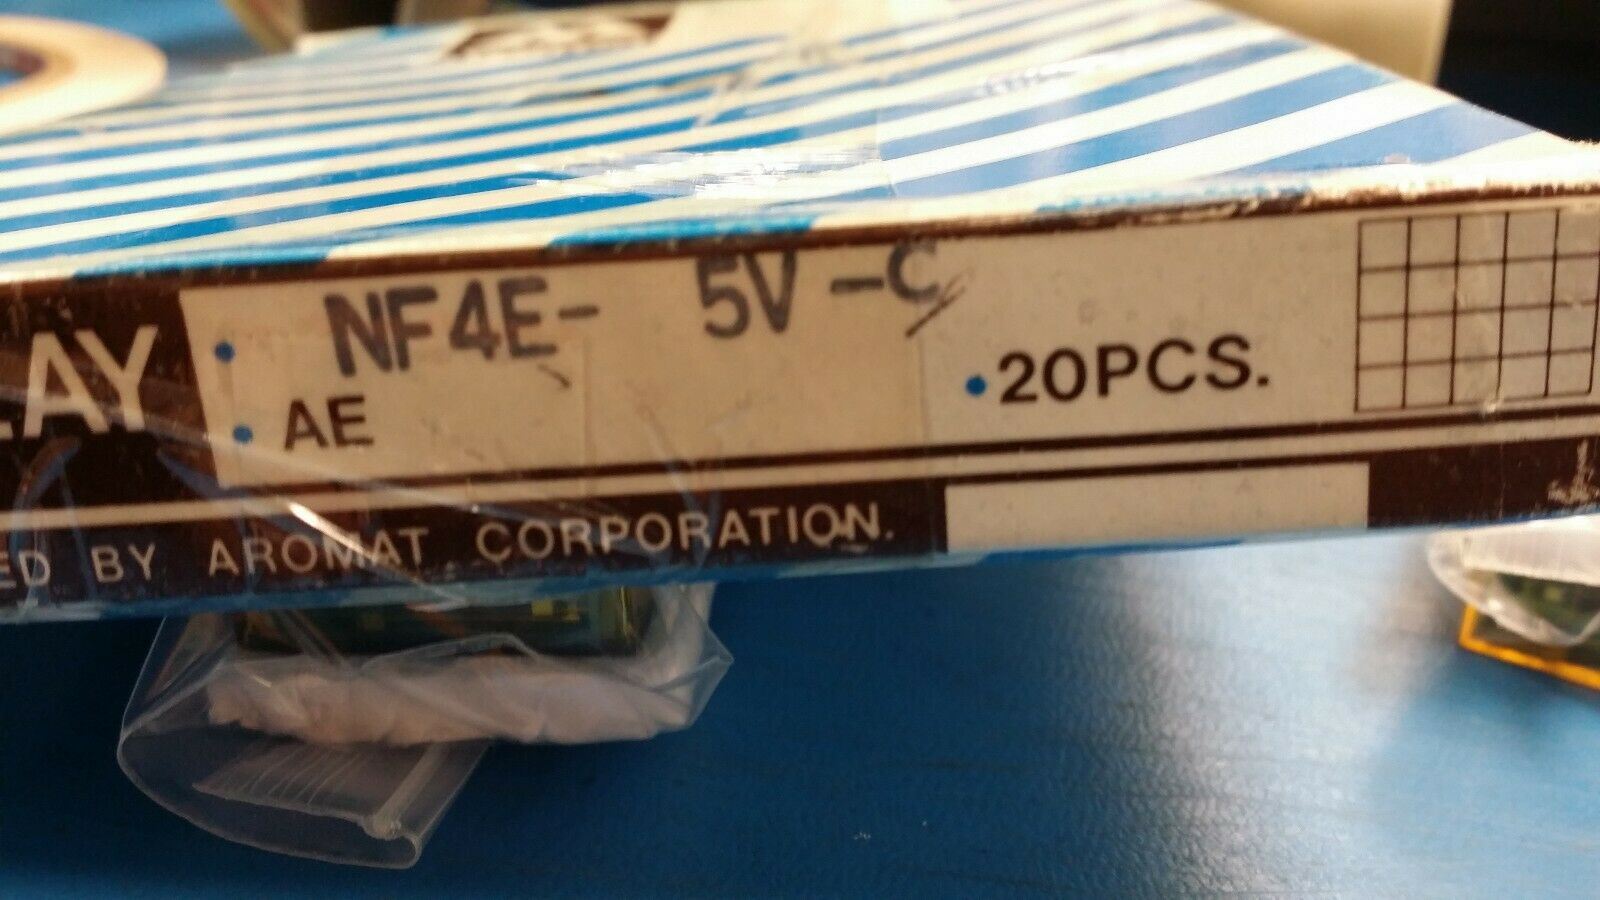 NF4E- 5V-C
LAY
AE
•20PCS.
ED BY AROMAT CORPORATION.